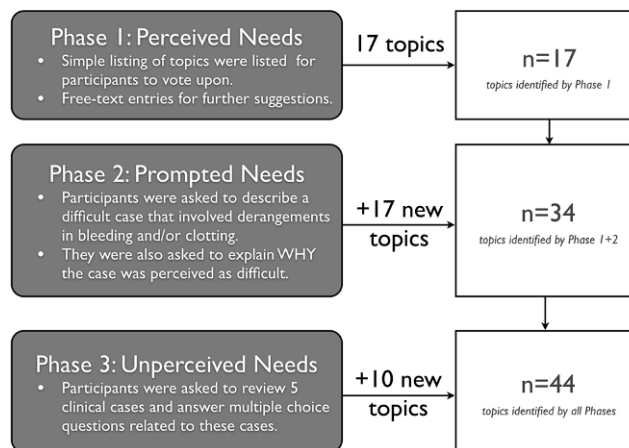 Phase 1: Perceived Needs
• Simple listing of topics were listed for
participants to vote upon.
• Free-text entries for further suggestions.
17 topics
n=17
topics identified by Phase 1
Phase 2: Prompted Needs
• Participants were asked to describe a
difficult case that involved derangements
in bleeding and/or clotting.
• They were also asked to explain WHY
the case was perceived as difficult.
+17 new
topics
n=34
topics identified by Phase 1+2
Phase 3: Unperceived Needs
• Participants were asked to review 5
clinical cases and answer multiple choice
questions related to these cases.
+10 new
topics
n=44
topics identified by all Phases